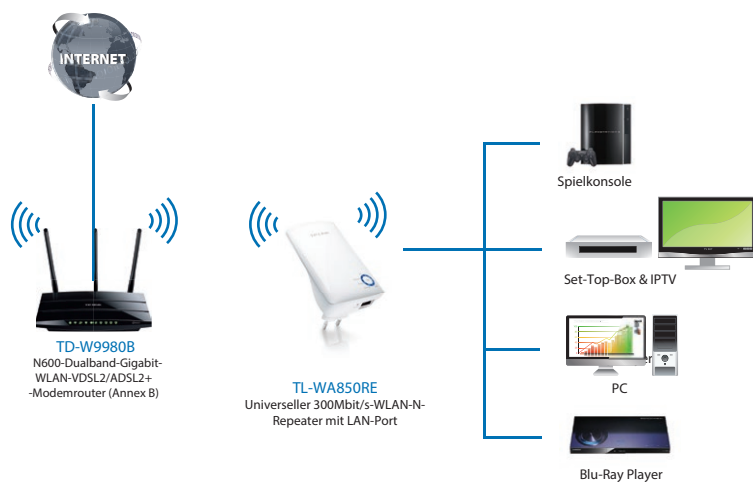 INTERNET
TD-W9980B
N600-Dualband-Gigabit-
WLAN-VDSL2/ADSL2+
-Modemrouter (Annex B)
TL-WA850RE
Universeller 300Mbit/s-WLAN-N-
Repeater mit LAN-Port
Spielkonsole
Set-Top-Box & IPTV
er
PC
Blu-Ray Player